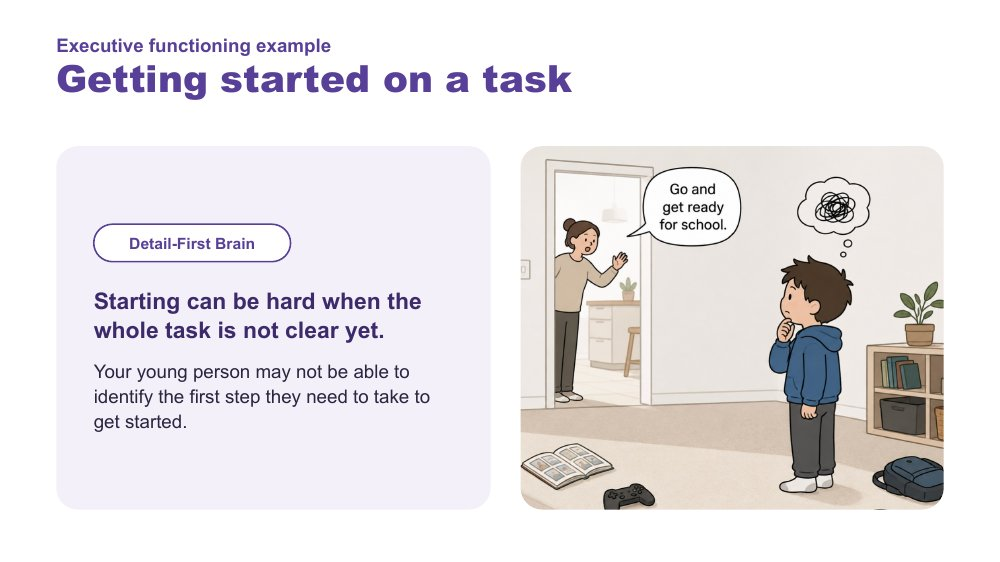 Executive functioning example
Getting started on a task
Detail-First Brain
Starting can be hard when the
whole task is not clear yet.
Your young person may not be able to
identify the first step they need to take to
get started.
Go and
get ready
for school.